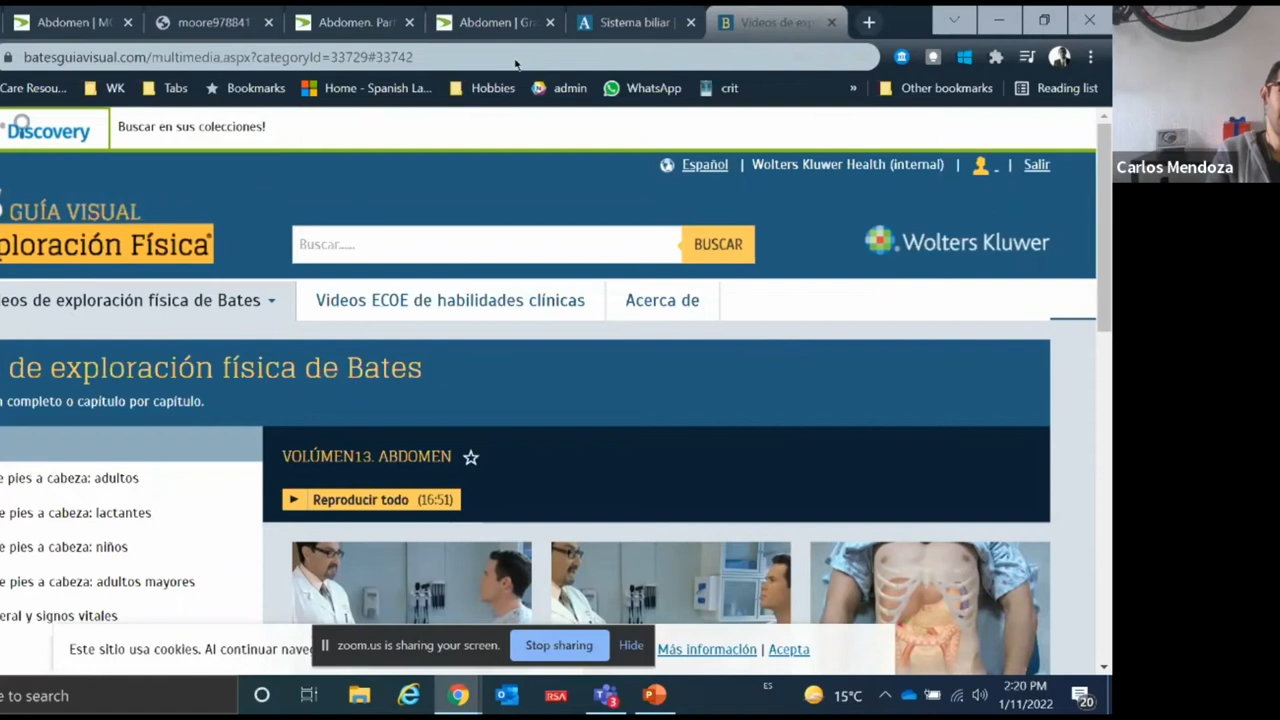 Abdomen | MO
moore978841
Abdomen. Par
Abdomen | Gra
Sistema biliar |
Videos de exp
batesguiavisual.com/multimedia.aspx?categoryId=33729#33742
Care Resou...
WK
Tabs
Bookmarks
Home - Spanish La...
Hobbies
admin
WhatsApp
crit
»
Other bookmarks
Reading list
Discovery
Buscar en sus colecciones!
Español | Wolters Kluwer Health (internal) | | Salir
GUÍA VISUAL
ploración Física
Buscar......
BUSCAR
Wolters Kluwer
eos de exploración física de Bates
Videos ECOE de habilidades clínicas
Acerca de
de exploración física de Bates
n completo o capítulo por capítulo.
VOLÚMEN13. ABDOMEN
Reproducir todo (16:51)
e pies a cabeza: adultos
e pies a cabeza: lactantes
e pies a cabeza: niños
e pies a cabeza: adultos mayores
eral y signos vitales
Este sitio usa cookies. Al continuar nave
zoom.us is sharing your screen.
Stop sharing
Hide
Más información | Acepta
Carlos Mendoza
e to search
RSA
3
ES
15°C
2:20 PM
1/11/2022
20